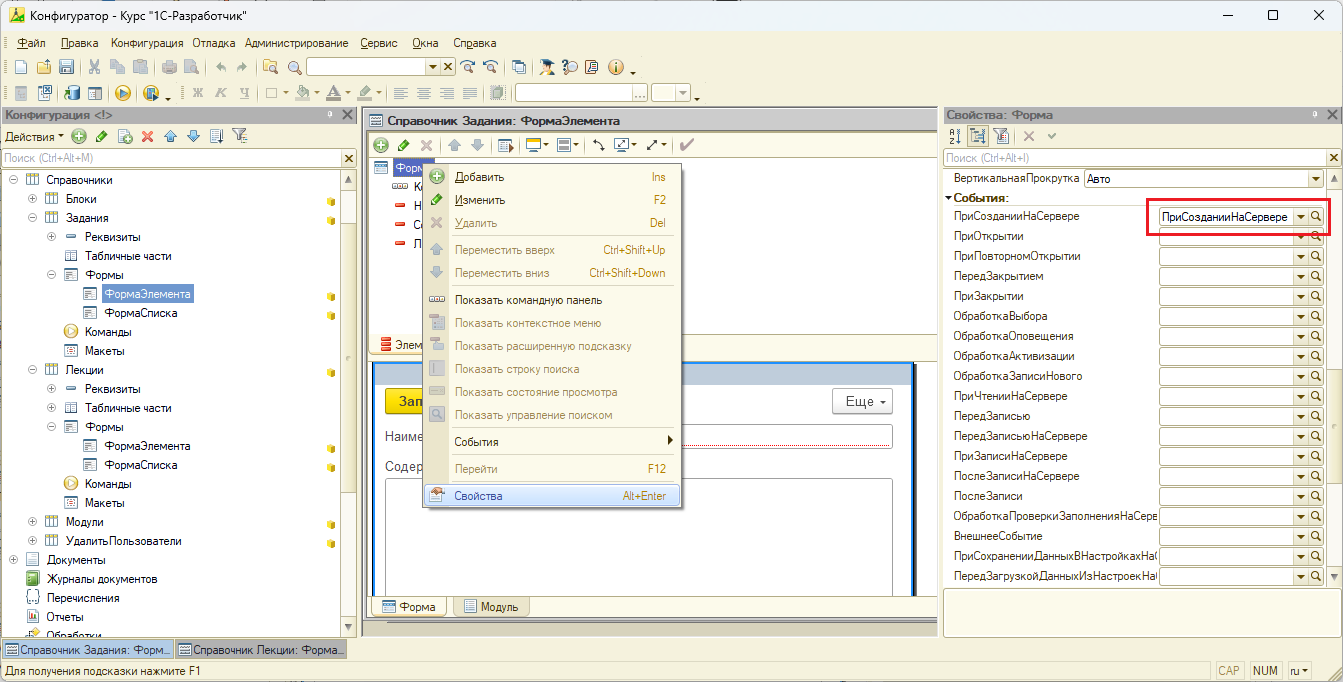 Конфигуратор - Курс "1С-Разработчик"
Файл Правка Конфигурация Отладка Администрирование Сервис Окна Справка
Ж К Ч А
Конфигурация <!>
Действия
Поиск (Ctrl+Alt+M)
Справочники
Блоки
Задания
Реквизиты
Табличные части
Формы
ФормаЭлемента
ФормаСписка
Команды
Макеты
Лекции
Реквизиты
Табличные части
Формы
ФормаЭлемента
ФормаСписка
Команды
Макеты
Модули
УдалитьПользователи
Документы
Журналы документов
Перечисления
Отчеты
Обработки
Справочник Задания: ФормаЭлемента
Форм
Ко
Н
Со
Л
Элем
Добавить Ins
Изменить F2
Удалить Del
Переместить вверх Ctrl+Shift+Up
Переместить вниз Ctrl+Shift+Down
Показать командную панель
Показать контекстное меню
Показать расширенную подсказку
Показать строку поиска
Показать состояние просмотра
Показать управление поиском
События
Перейти F12
Свойства Alt+Enter
Зап
Еще
Наиме
Содер
Форма Модуль
Свойства: Форма
Поиск (Ctrl+Alt+I)
ВертикальнаяПрокрутка Авто
События:
ПриСозданииНаСервере ПриСозданииНаСервере
ПриОткрытии
ПриПовторномОткрытии
ПередЗакрытием
ПриЗакрытии
ОбработкаВыбора
ОбработкаОповещения
ОбработкаАктивизации
ОбработкаЗаписиНового
ПриЧтенииНаСервере
ПередЗаписью
ПередЗаписьюНаСервере
ПриЗаписиНаСервере
ПослеЗаписиНаСервере
ПослеЗаписи
ОбработкаПроверкиЗаполненияНаСерве
ВнешнееСобытие
ПриСохраненииДанныхВНастройкахНаС
ПередЗагрузкойДанныхИзНастроекНаС
Справочник Задания: Форм... Справочник Лекции: Форма...
Для получения подсказки нажмите F1
CAP NUM ru